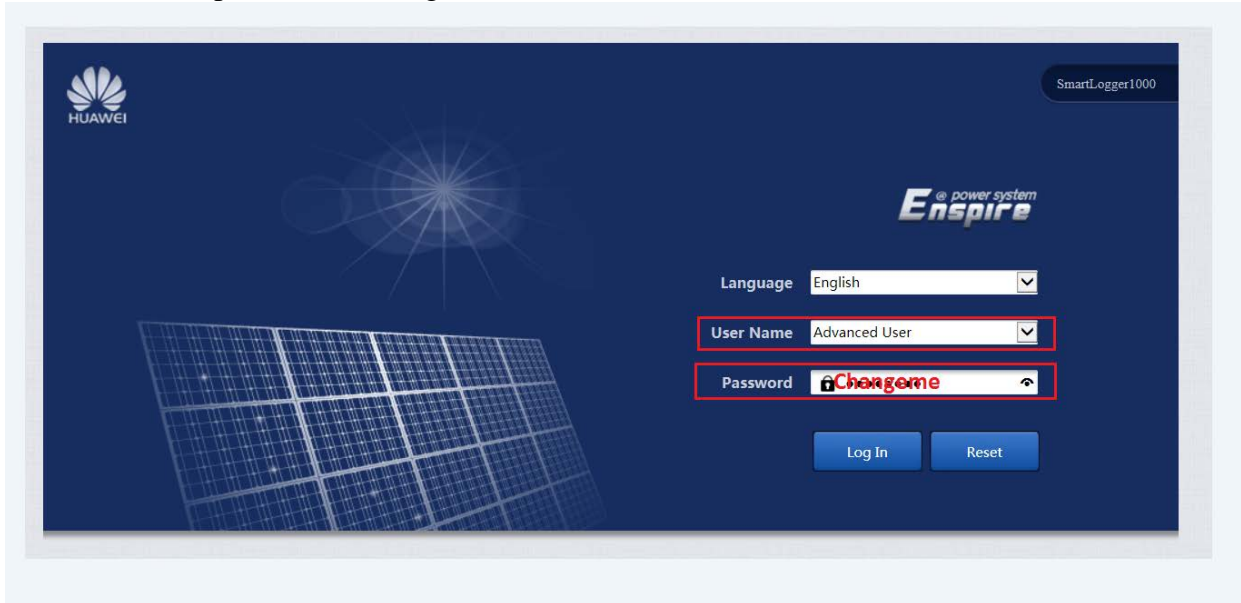 HUAWEI
SmartLogger1000
Enspire @ power system
Language English
User Name Advanced User
Password Changeme
Log In Reset